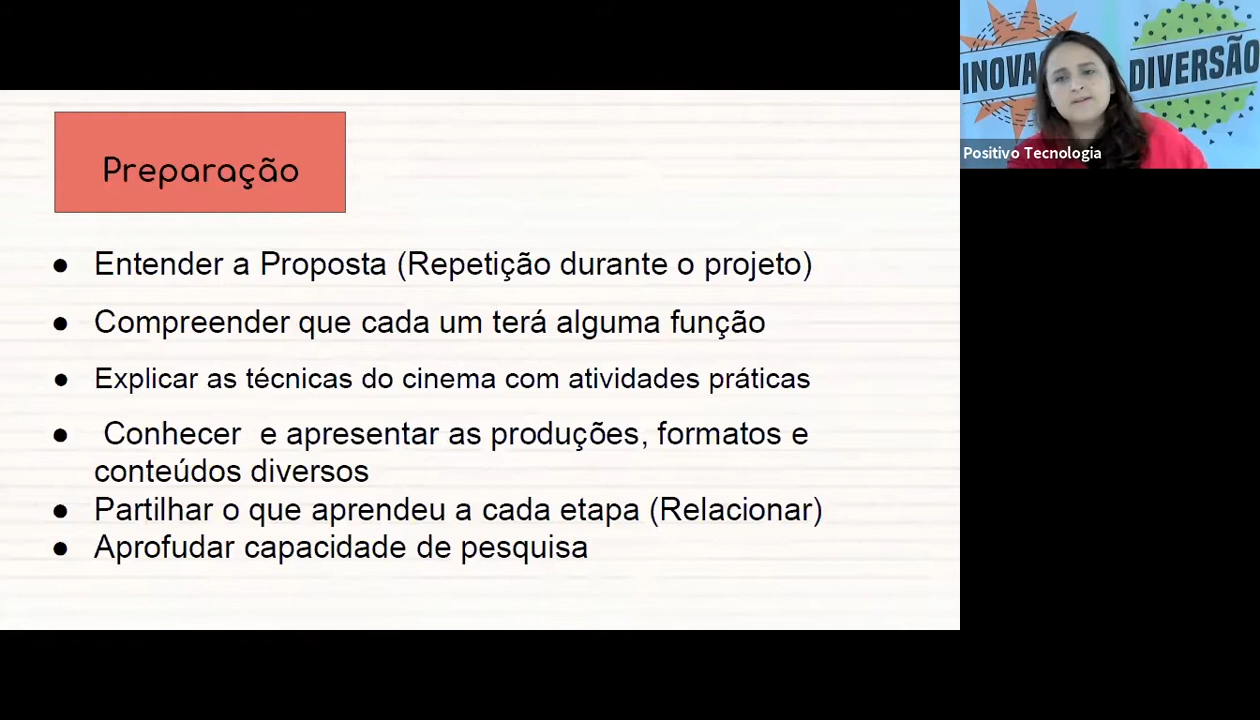 INOVA
DIVERSÃO
Positivo Tecnologia
Preparação
● Entender a Proposta (Repetição durante o projeto)
● Compreender que cada um terá alguma função
● Explicar as técnicas do cinema com atividades práticas
● Conhecer e apresentar as produções, formatos e
conteúdos diversos
● Partilhar o que aprendeu a cada etapa (Relacionar)
● Aprofudar capacidade de pesquisa